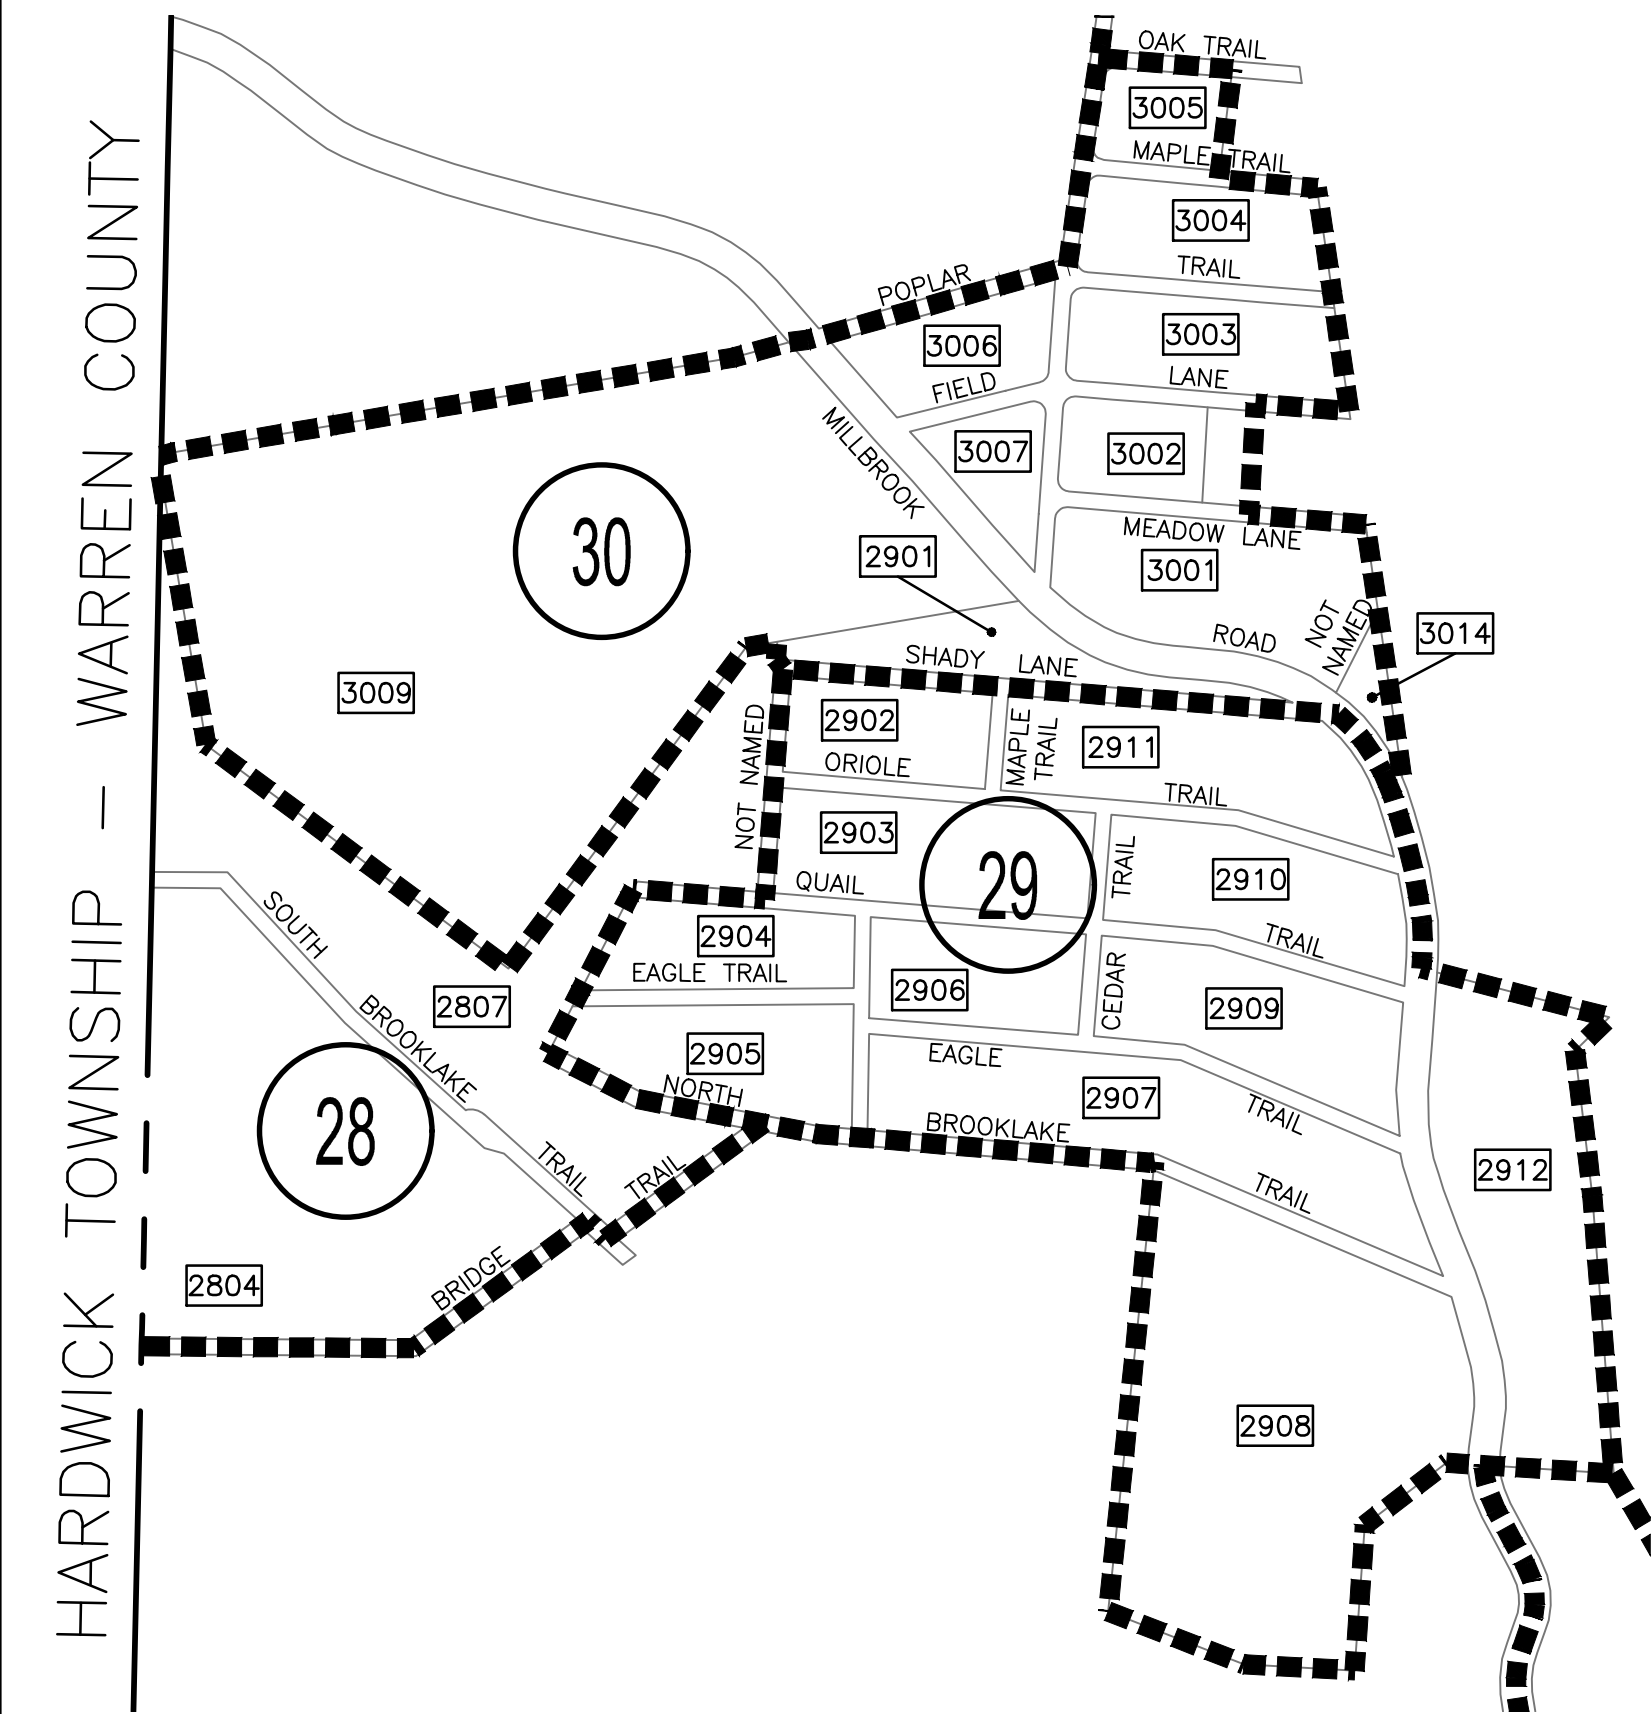 OAK TRAIL
3005
MAPLE TRAIL
3004
TRAIL
POPLAR
3003
3006
LANE
FIELD
MILLBROOK
3007
3002
30
MEADOW LANE
2901
3001
NOT
NAMED
ROAD
3014
SHADY LANE
3009
2902
MAPLE
TRAIL
2911
NOT NAMED
ORIOLE
TRAIL
2903
TRAIL
QUAIL
29
2910
SOUTH
2904
TRAIL
EAGLE TRAIL
2906
CEDAR
2909
2807
BROOKLAKE
2905
EAGLE
NORTH
2907
TRAIL
28
BROOKLAKE
TRAIL
TRAIL
TRAIL
2912
BRIDGE
2804
2908
HARDWICK TOWNSHIP - WARREN COUNTY